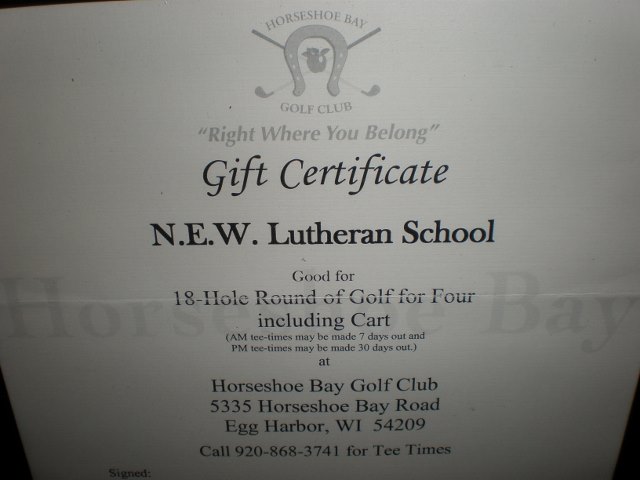 HORSESHOE BAY
GOLF CLUB
"Right Where You Belong"
Gift Certificate
N.E.W. Lutheran School
Good for
18-Hole Round of Golf for Four
including Cart
(AM tee-times may be made 7 days out and
PM tee-times may be made 30 days out.)
at
Horseshoe Bay Golf Club
5335 Horseshoe Bay Road
Egg Harbor, WI 54209
Call 920-868-3741 for Tee Times
Signed:
Horseshoe Bay